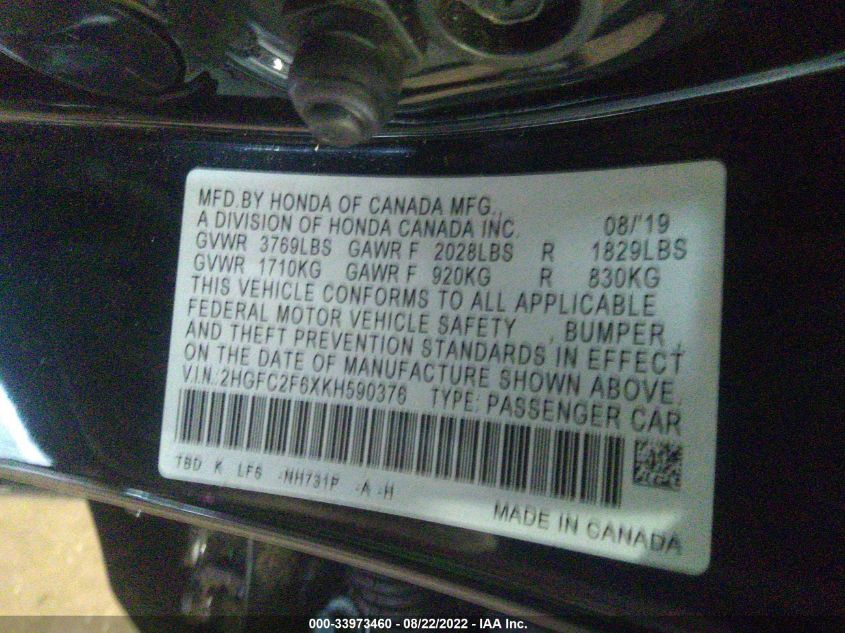 MFD.BY HONDA OF CANADA MFG.,
A DIVISION OF HONDA CANADA INC. 08/'19
GVWR 3769LBS GAWR F 2028LBS R 1829LBS
GVWR 1710KG GAWR F 920KG R 830KG
THIS VEHICLE CONFORMS TO ALL APPLICABLE
FEDERAL MOTOR VEHICLE SAFETY , BUMPER ,
AND THEFT PREVENTION STANDARDS IN EFFECT
ON THE DATE OF MANUFACTURE SHOWN ABOVE.
V.I.N.:2HGFC2F6XKH590376 TYPE: PASSENGER CAR
TBD K LF6 -NH731P -A -H
MADE IN CANADA
000-33973460 - 08/22/2022 - IAA Inc.